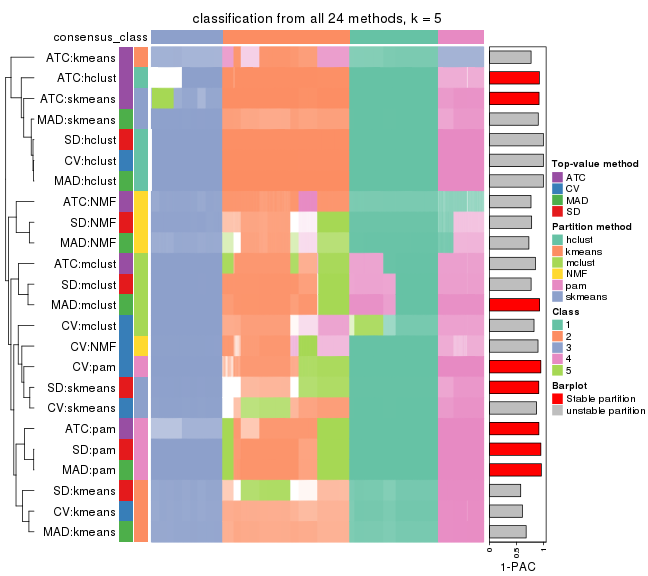 classification from all 24 methods, k = 5
consensus_class
ATC:kmeans
ATC:hclust
ATC:skmeans
MAD:skmeans
SD:hclust
CV:hclust
MAD:hclust
ATC:NMF
SD:NMF
MAD:NMF
ATC:mclust
SD:mclust
MAD:mclust
CV:mclust
CV:NMF
CV:pam
SD:skmeans
CV:skmeans
ATC:pam
SD:pam
MAD:pam
SD:kmeans
CV:kmeans
MAD:kmeans
0
0.5
1
1-PAC
Top-value method
ATC
CV
MAD
SD
Partition method
hclust
kmeans
mclust
NMF
pam
skmeans
Class
1
2
3
4
5
Barplot
Stable partition
unstable partition